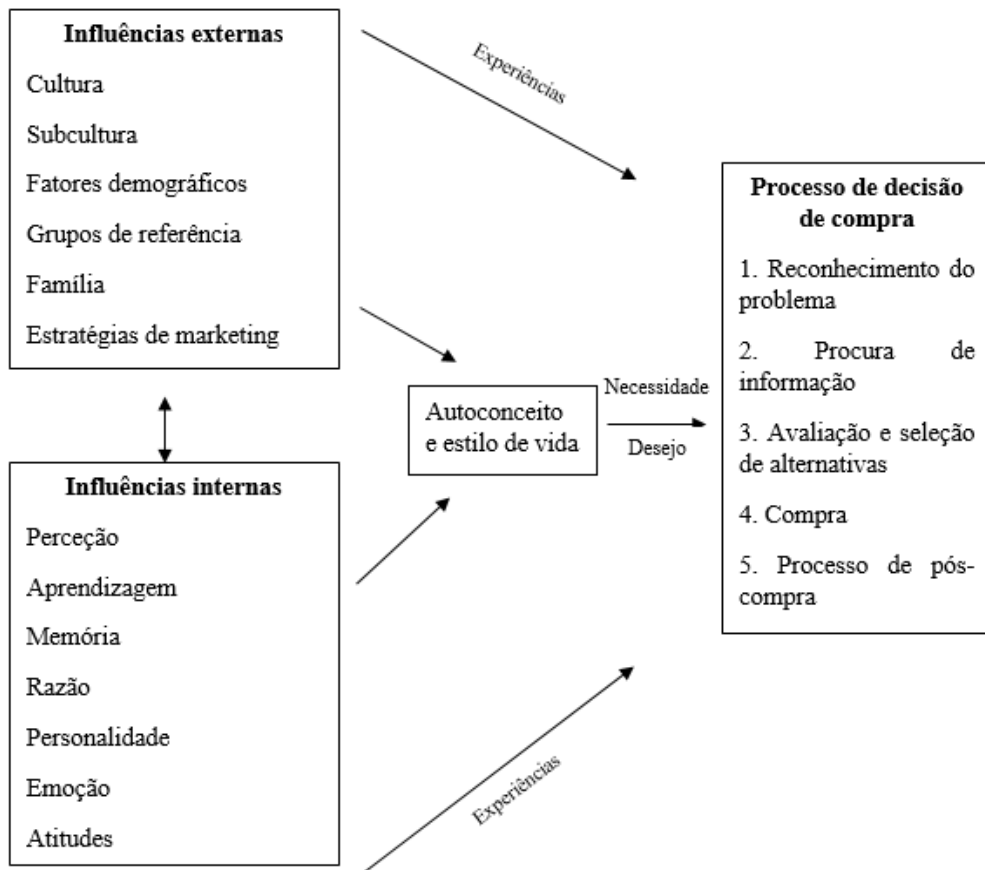 Influências externas
Cultura
Subcultura
Fatores demográficos
Grupos de referência
Família
Estratégias de marketing
Experiências
Influências internas
Perceção
Aprendizagem
Memória
Razão
Personalidade
Emoção
Atitudes
Experiências
Autoconceito
e estilo de vida
Necessidade
Desejo
Processo de decisão
de compra
1. Reconhecimento do
problema
2. Procura de
informação
3. Avaliação e seleção
de alternativas
4. Compra
5. Processo de pós-
compra